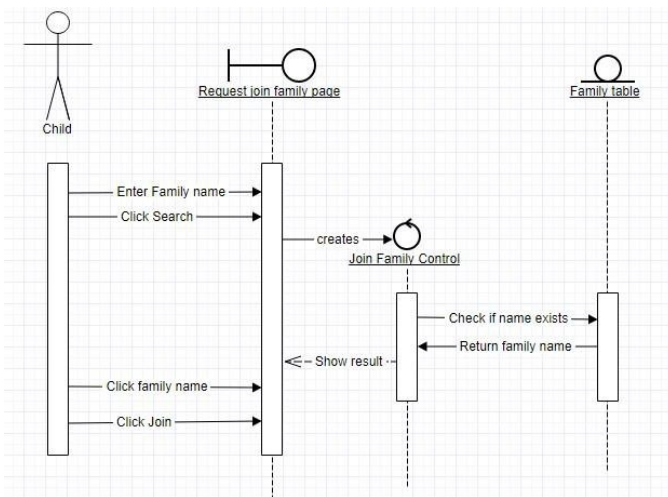 Child
Request join family page
Family table
Enter Family name
Click Search
creates
Join Family Control
Check if name exists
Return family name
Show result
Click family name
Click Join